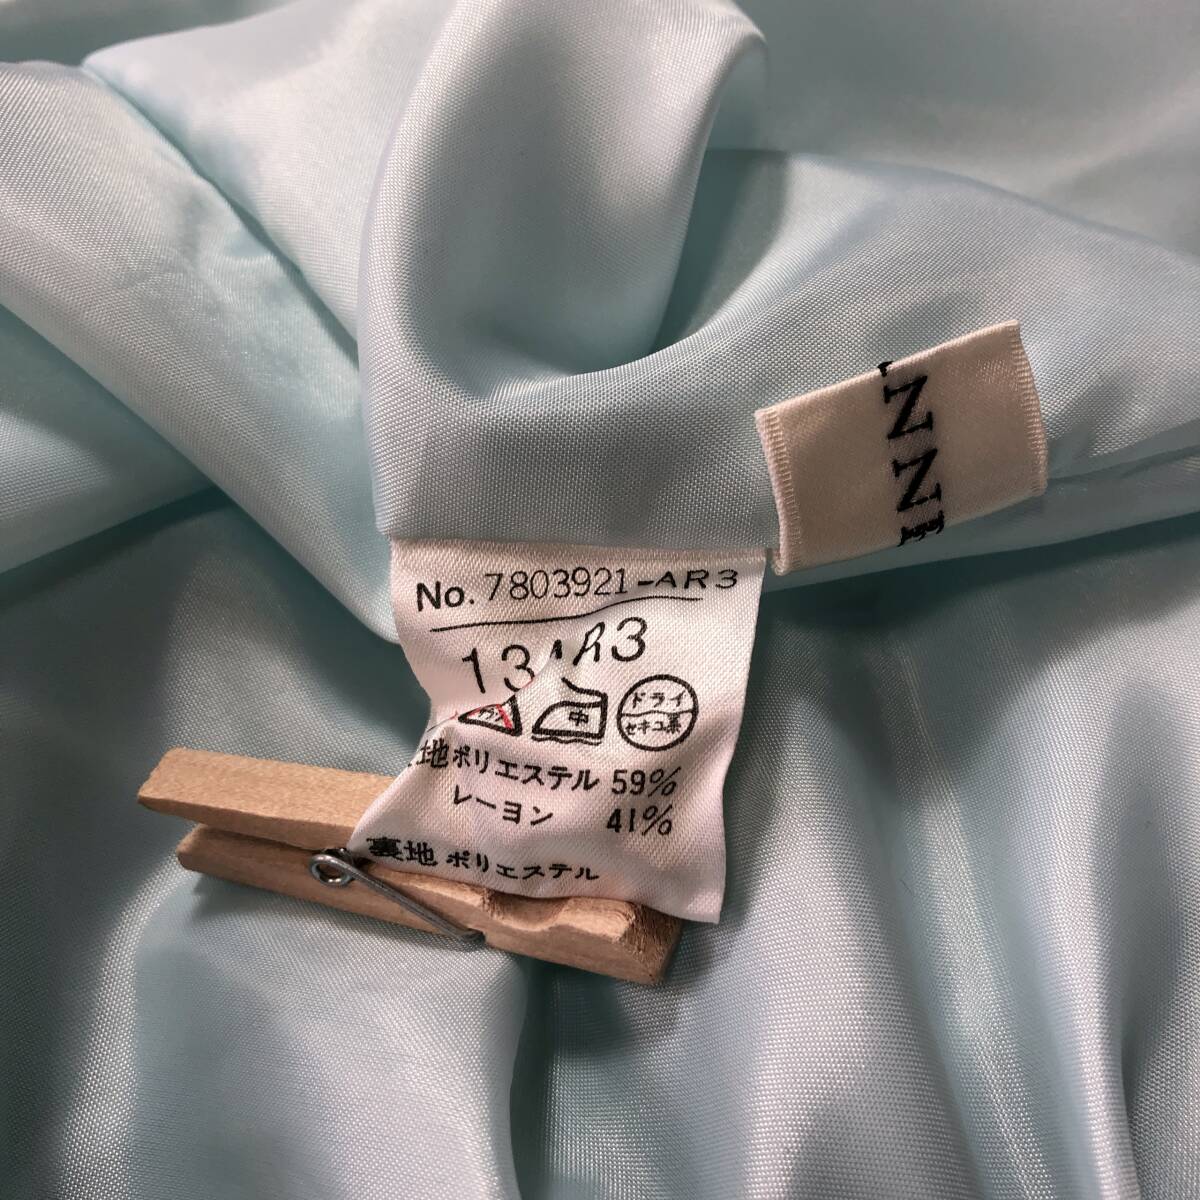 No. 7803921-AR3
13AR3
中
ドライ
セキユ系
地 ポリエステル 59%
レーヨン 41%
裏地 ポリエステル
NNE